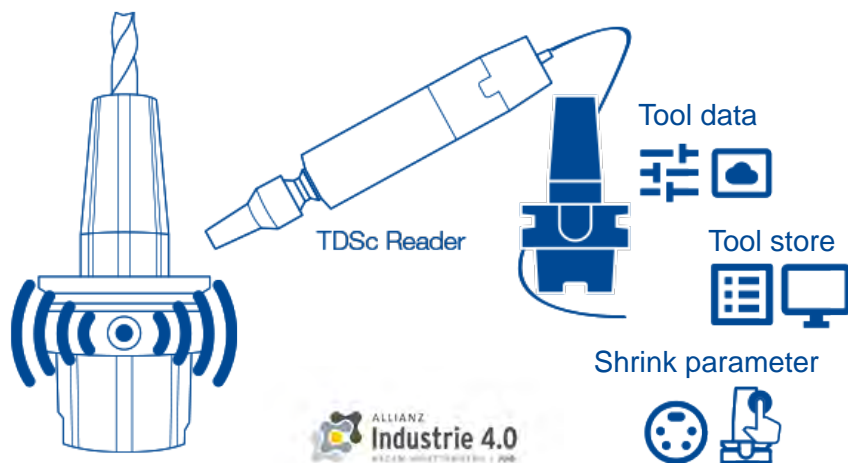 Tool data
TDSc Reader
Tool store
Shrink parameter
ALLIANZ
Industrie 4.0